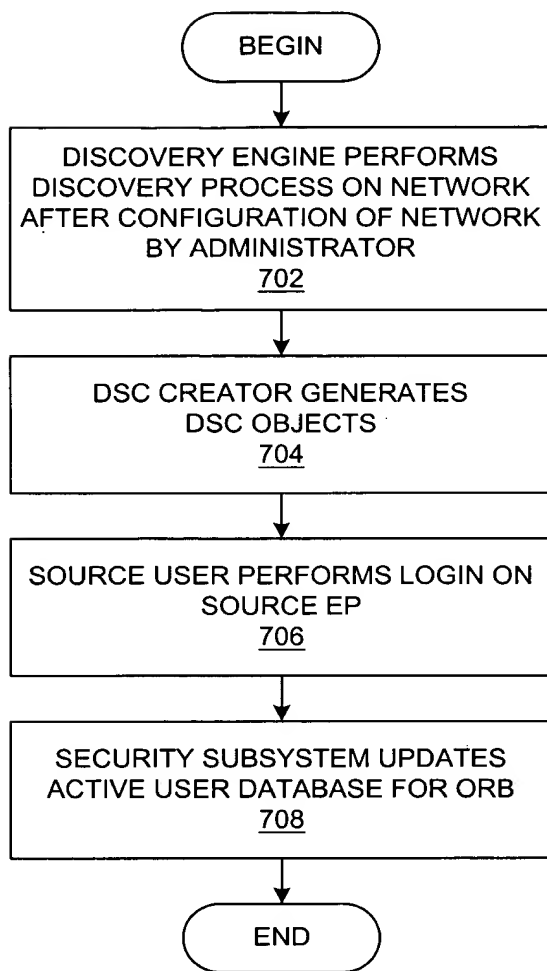 BEGIN
DISCOVERY ENGINE PERFORMS
DISCOVERY PROCESS ON NETWORK
AFTER CONFIGURATION OF NETWORK
BY ADMINISTRATOR
702
DSC CREATOR GENERATES
DSC OBJECTS
704
SOURCE USER PERFORMS LOGIN ON
SOURCE EP
706
SECURITY SUBSYSTEM UPDATES
ACTIVE USER DATABASE FOR ORB
708
END